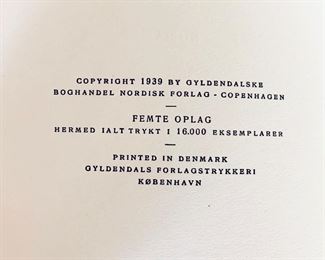 COPYRIGHT 1939 BY GYLDENDALSKE
BOGHANDEL NORDISK FORLAG - COPENHAGEN
—
FEMTE OPLAG
HERMED IALT TRYKT I 16.000 EKSEMPLARER
—
PRINTED IN DENMARK
GYLDENDALS FORLAGSTRYKKERI
KØBENHAVN